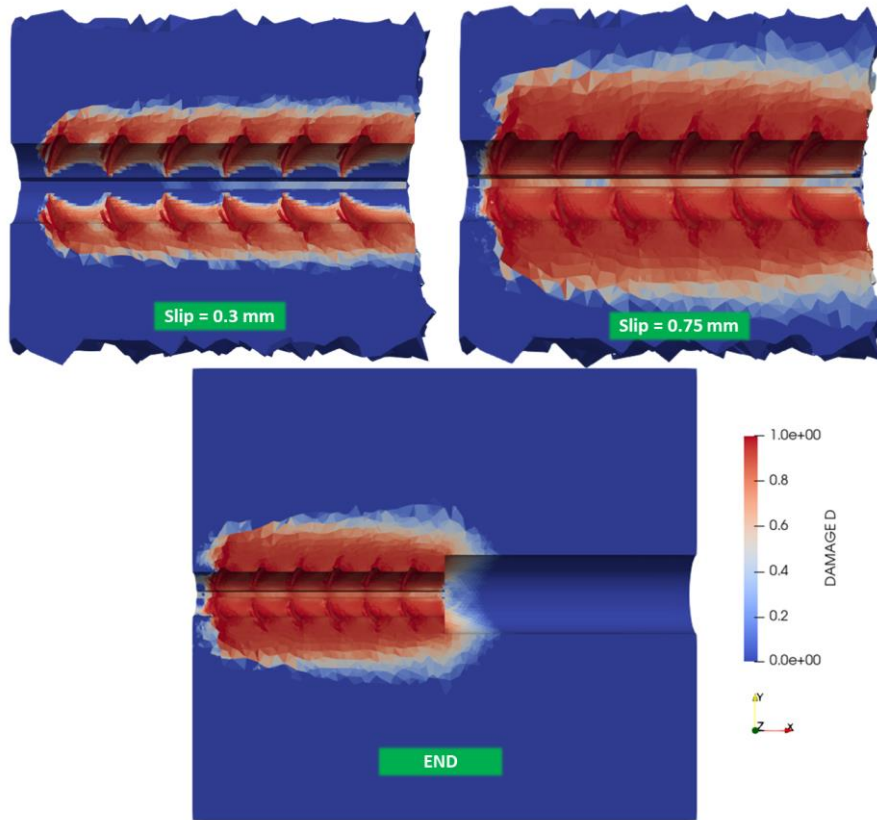 Slip = 0.3 mm
Slip = 0.75 mm
1.0e+00
0.8
0.6
0.4
0.2
0.0e+00
DAMAGE D
Y
Z
X
END